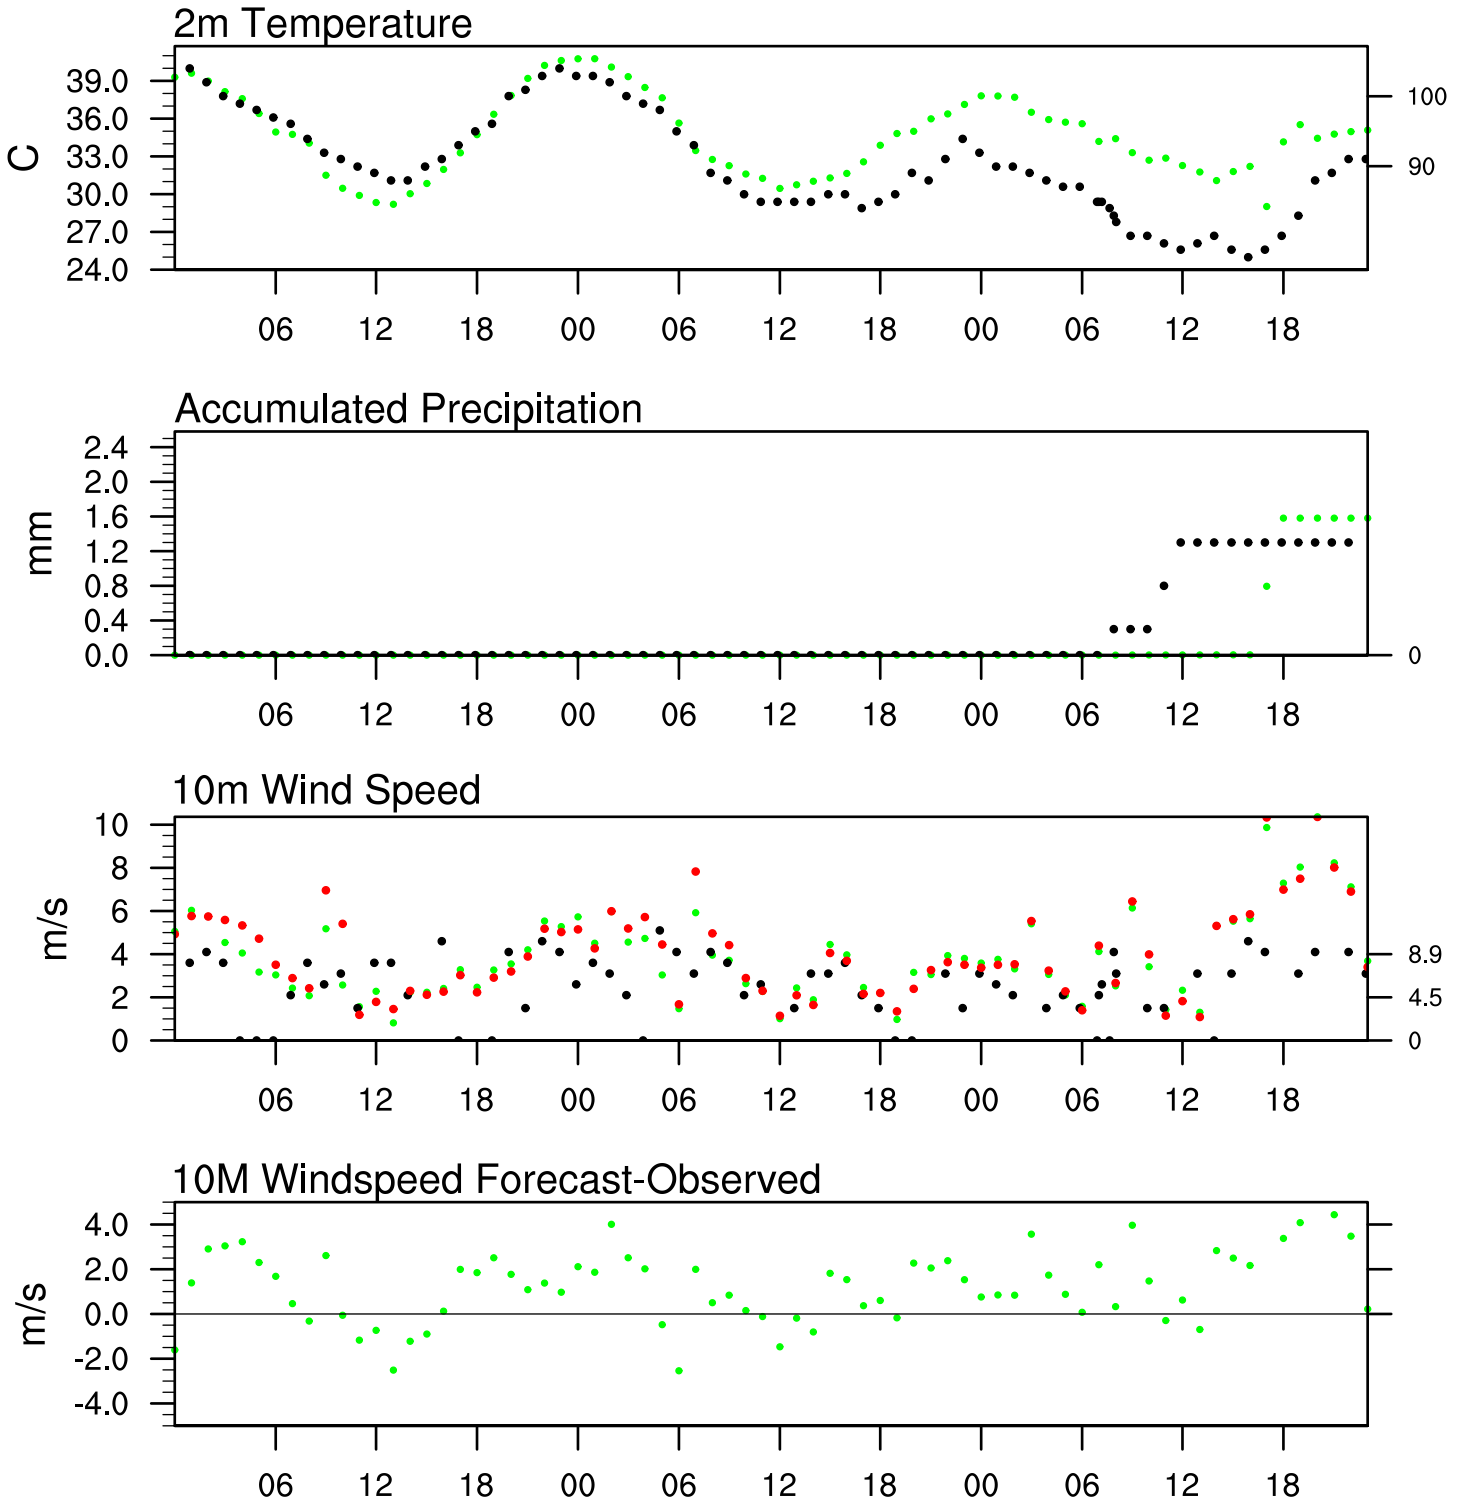 2m Temperature
39.0
36.0
33.0
30.0
27.0
24.0
C
100
90
06 12 18 00 06 12 18 00 06 12 18
Accumulated Precipitation
2.4
2.0
1.6
1.2
0.8
0.4
0.0
mm
0
06 12 18 00 06 12 18 00 06 12 18
10m Wind Speed
10
8
6
4
2
0
m/s
8.9
4.5
0
06 12 18 00 06 12 18 00 06 12 18
10M Windspeed Forecast-Observed
4.0
2.0
0.0
-2.0
-4.0
m/s
06 12 18 00 06 12 18 00 06 12 18